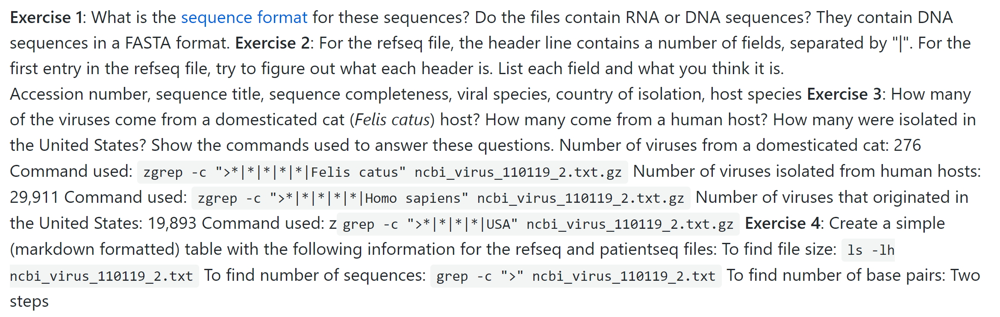 Exercise 1: What is the sequence format for these sequences? Do the files contain RNA or DNA sequences? They contain DNA
sequences in a FASTA format. Exercise 2: For the refseq file, the header line contains a number of fields, separated by "|". For the
first entry in the refseq file, try to figure out what each header is. List each field and what you think it is.
Accession number, sequence title, sequence completeness, viral species, country of isolation, host species Exercise 3: How many
of the viruses come from a domesticated cat (Felis catus) host? How many come from a human host? How many were isolated in
the United States? Show the commands used to answer these questions. Number of viruses from a domesticated cat: 276
Command used: zgrep -c ">*|*|*|*|*|Felis catus" ncbi_virus_110119_2.txt.gz Number of viruses isolated from human hosts:
29,911 Command used: zgrep -c ">*|*|*|*|*|Homo sapiens" ncbi_virus_110119_2.txt.gz Number of viruses that originated in
the United States: 19,893 Command used: zgrep -c ">*|*|*|*|USA" ncbi_virus_110119_2.txt.gz Exercise 4: Create a simple
(markdown formatted) table with the following information for the refseq and patientseq files: To find file size: ls -lh
ncbi_virus_110119_2.txt To find number of sequences: grep -c ">" ncbi_virus_110119_2.txt To find number of base pairs: Two
steps